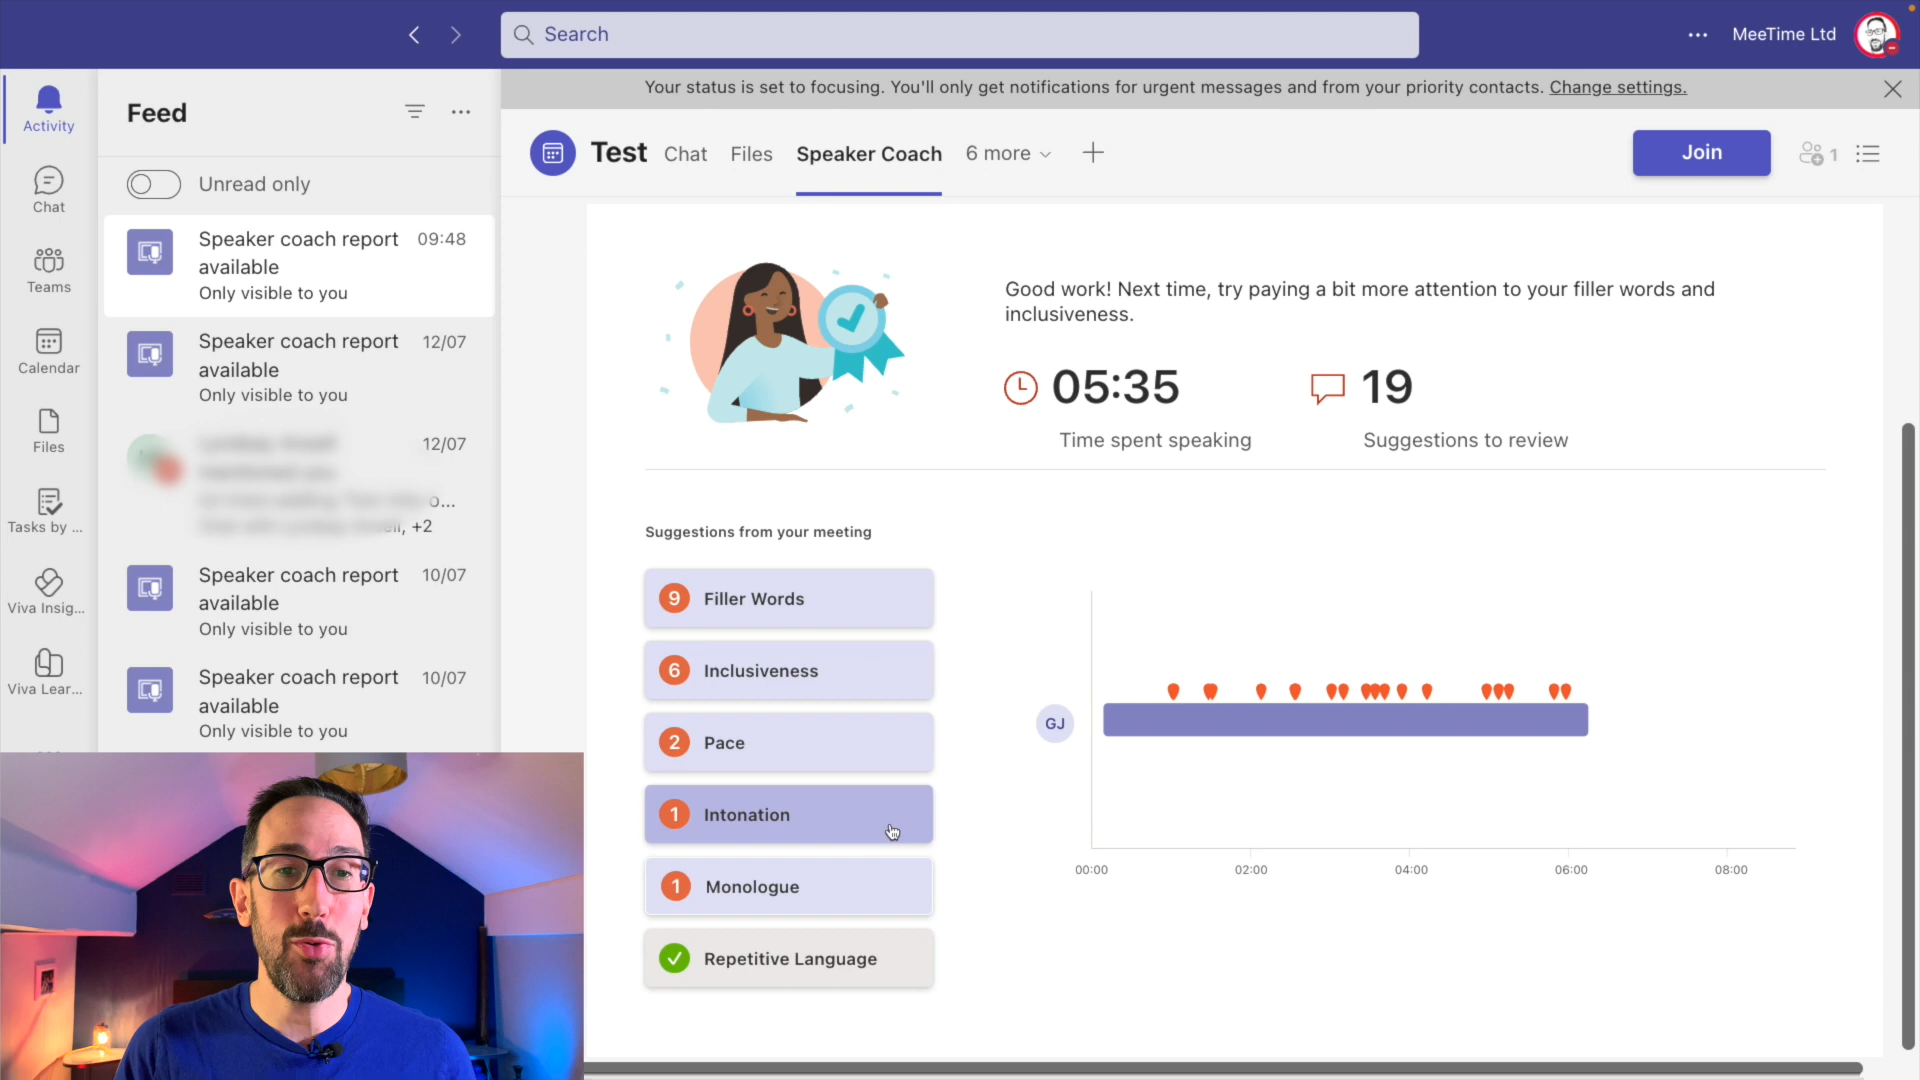 Search
MeeTime Ltd
Your status is set to focusing. You'll only get notifications for urgent messages and from your priority contacts. Change settings.
Activity
Chat
Teams
Calendar
Files
Tasks by ...
Viva Insig...
Viva Lear...
Feed
Unread only
Speaker coach report
available
09:48
Only visible to you
Speaker coach report
available
12/07
Only visible to you
12/07
o...
, +2
Speaker coach report
available
10/07
Only visible to you
Speaker coach report
available
10/07
Only visible to you
Test Chat Files Speaker Coach 6 more
Join
1
Good work! Next time, try paying a bit more attention to your filler words and
inclusiveness.
05:35
Time spent speaking
19
Suggestions to review
Suggestions from your meeting
9 Filler Words
6 Inclusiveness
2 Pace
1 Intonation
1 Monologue
Repetitive Language
GJ
00:00 02:00 04:00 06:00 08:00